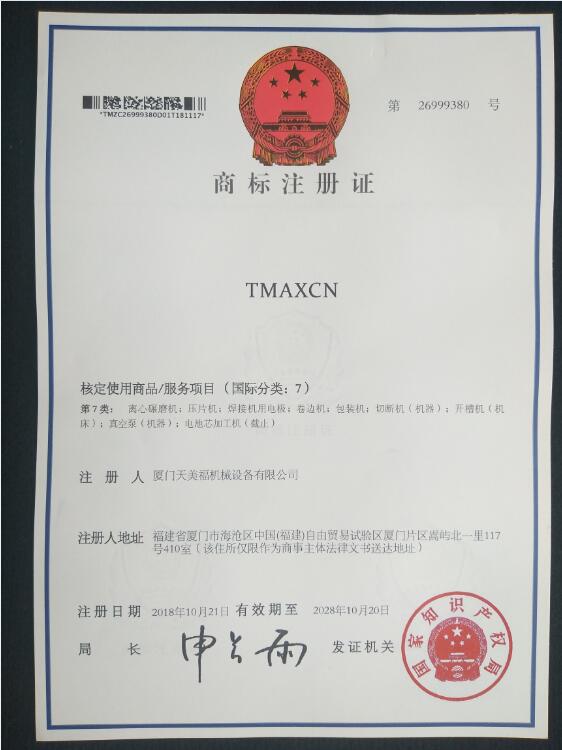 *TMZC26999380D01T181117*
第 26999380 号
商标注册证
TMAXCN
核定使用商品/服务项目（国际分类：7）
第7类： 离心碾磨机；压片机；焊接机用电极；卷边机；包装机；切断机（机器）；开槽机（机
床）；真空泵（机器）；电池芯加工机（截止）
注 册 人 厦门天美福机械设备有限公司
注册人地址 福建省厦门市海沧区中国(福建)自由贸易试验区厦门片区嵩屿北一里117
号410室（该住所仅限作为商事主体法律文书送达地址）
注册日期 2018年10月21日 有效期至 2028年10月20日
局 长 申长雨 发证机关
国家知识产权局